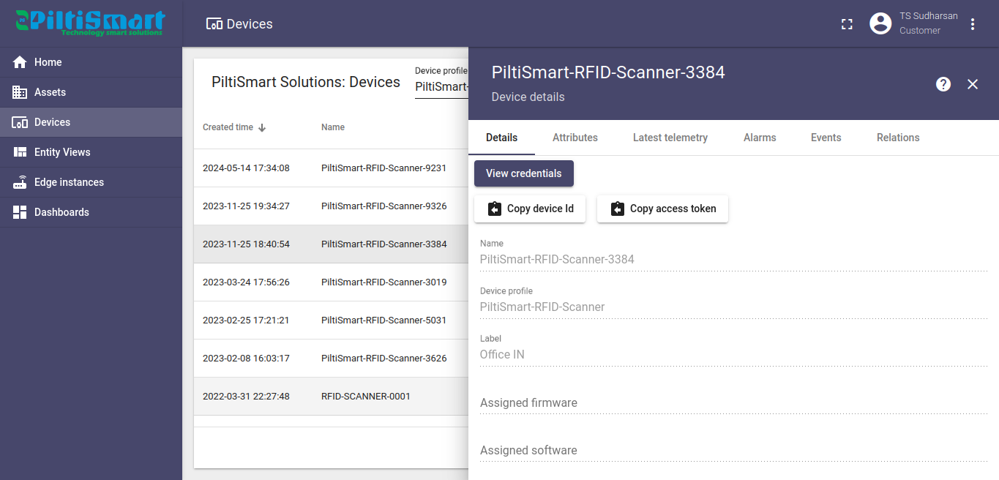 PiltiSmart
Technology smart solutions
Devices
TS Sudharsan
Customer
Home
Assets
Devices
Entity Views
Edge instances
Dashboards
PiltiSmart Solutions: Devices
Device profile
PiltiSmart-
Created time
Name
2024-05-14 17:34:08 PiltiSmart-RFID-Scanner-9231
2023-11-25 19:34:27 PiltiSmart-RFID-Scanner-9326
2023-11-25 18:40:54 PiltiSmart-RFID-Scanner-3384
2023-03-24 17:56:26 PiltiSmart-RFID-Scanner-3019
2023-02-25 17:21:21 PiltiSmart-RFID-Scanner-5031
2023-02-08 16:03:17 PiltiSmart-RFID-Scanner-3626
2022-03-31 22:27:48 RFID-SCANNER-0001
PiltiSmart-RFID-Scanner-3384
Device details
Details Attributes Latest telemetry Alarms Events Relations
View credentials
Copy device Id Copy access token
Name
PiltiSmart-RFID-Scanner-3384
Device profile
PiltiSmart-RFID-Scanner
Label
Office IN
Assigned firmware
Assigned software